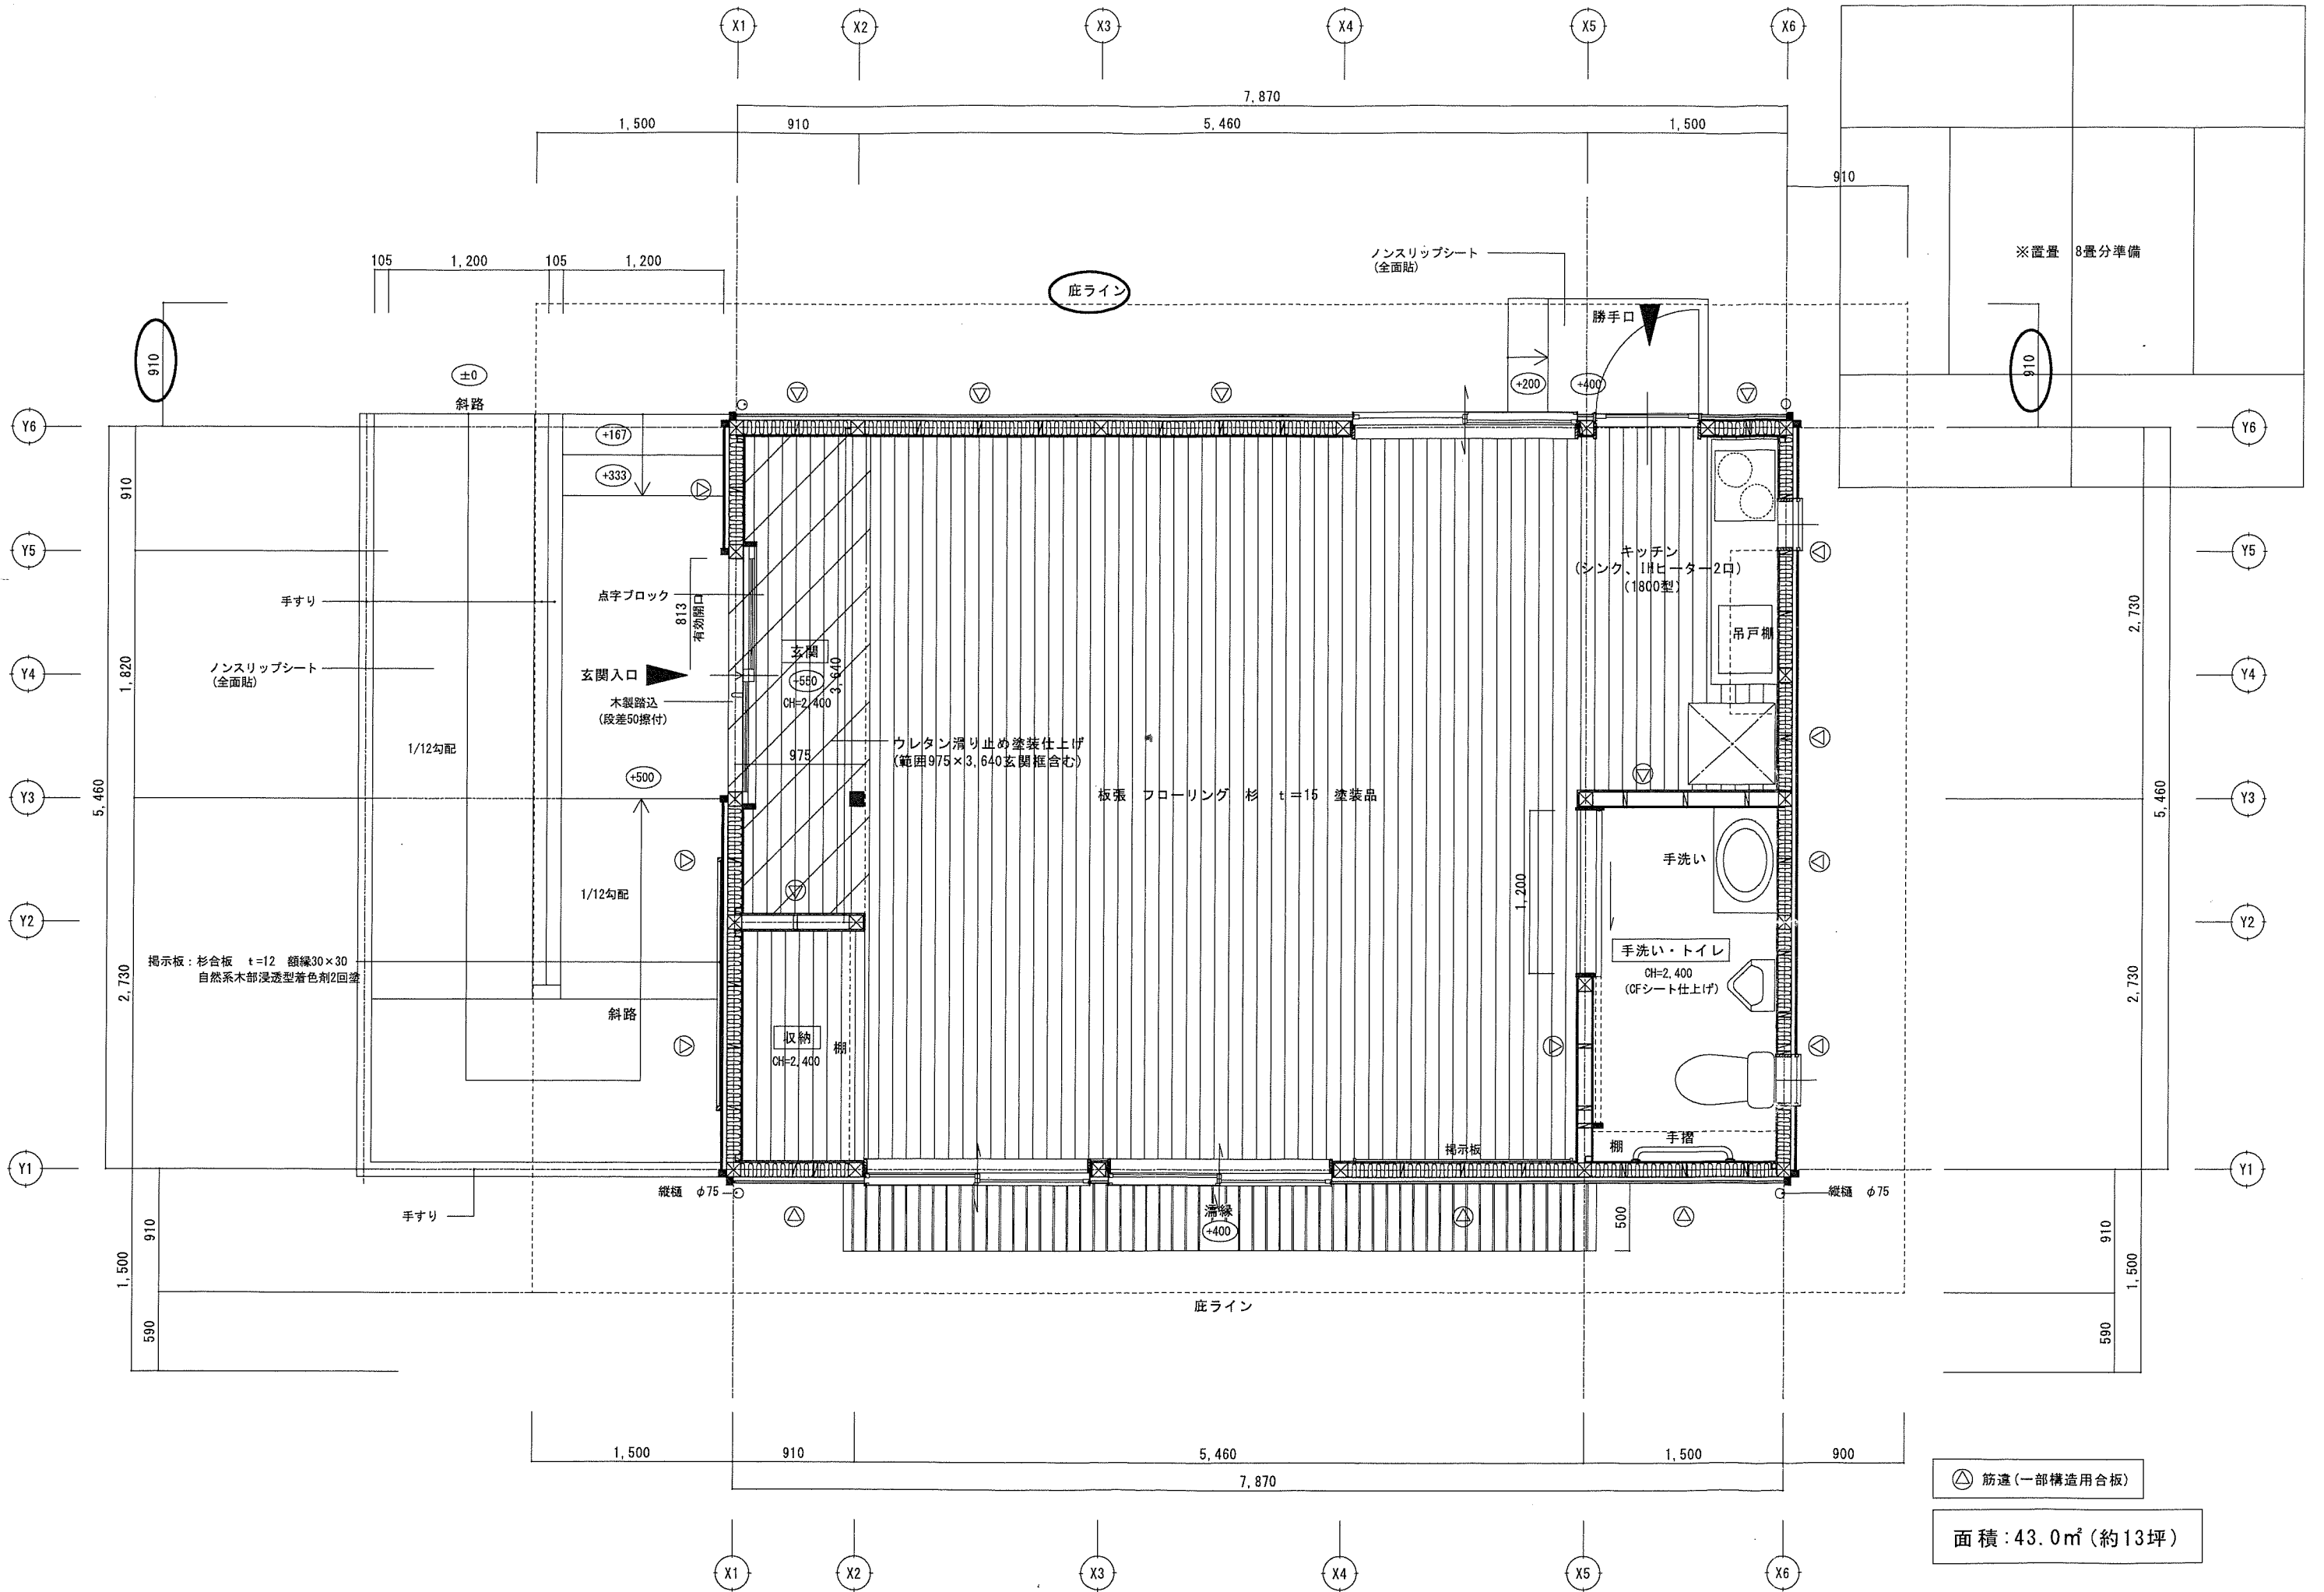 X1 X2 X3 X4 X5 X6
7,870
1,500 910 5,460 1,500
910
105 1,200 105 1,200
庇ライン
ノンスリップシート
(全面貼)
※置畳 8畳分準備
勝手口
910
910
±0
斜路
+200
+400
Y6
Y6
+167
+333
910
Y5
Y5
キッチン
(シンク、IHヒーター2口)
(1800型)
点字ブロック
手すり
813
有効開口
2,730
吊戸棚
玄関
3,640
+550
CH=2,400
ノンスリップシート
(全面貼)
玄関入口
1,820
Y4
Y4
木製踏込
(段差50擦付)
1/12勾配
ウレタン滑り止め塗装仕上げ
(範囲975×3,640玄関框含む)
975
+500
板張 フローリング 杉 t=15 塗装品
Y3
Y3
5,460
5,460
手洗い
1/12勾配
1,200
Y2
Y2
手洗い・トイレ
CH=2,400
(CFシート仕上げ)
掲示板:杉合板 t=12 額縁30×30
自然系木部浸透型着色剤2回塗
2,730
2,730
斜路
収納
棚
CH=2,400
掲示板
棚
手摺
Y1
Y1
縦樋 φ75
縦樋 φ75
手すり
濡縁
+400
500
910
910
1,500
1,500
庇ライン
590
590
1,500 910 5,460 1,500 900
7,870
筋違(一部構造用合板)
面積:43.0㎡(約13坪)
X1 X2 X3 X4 X5 X6